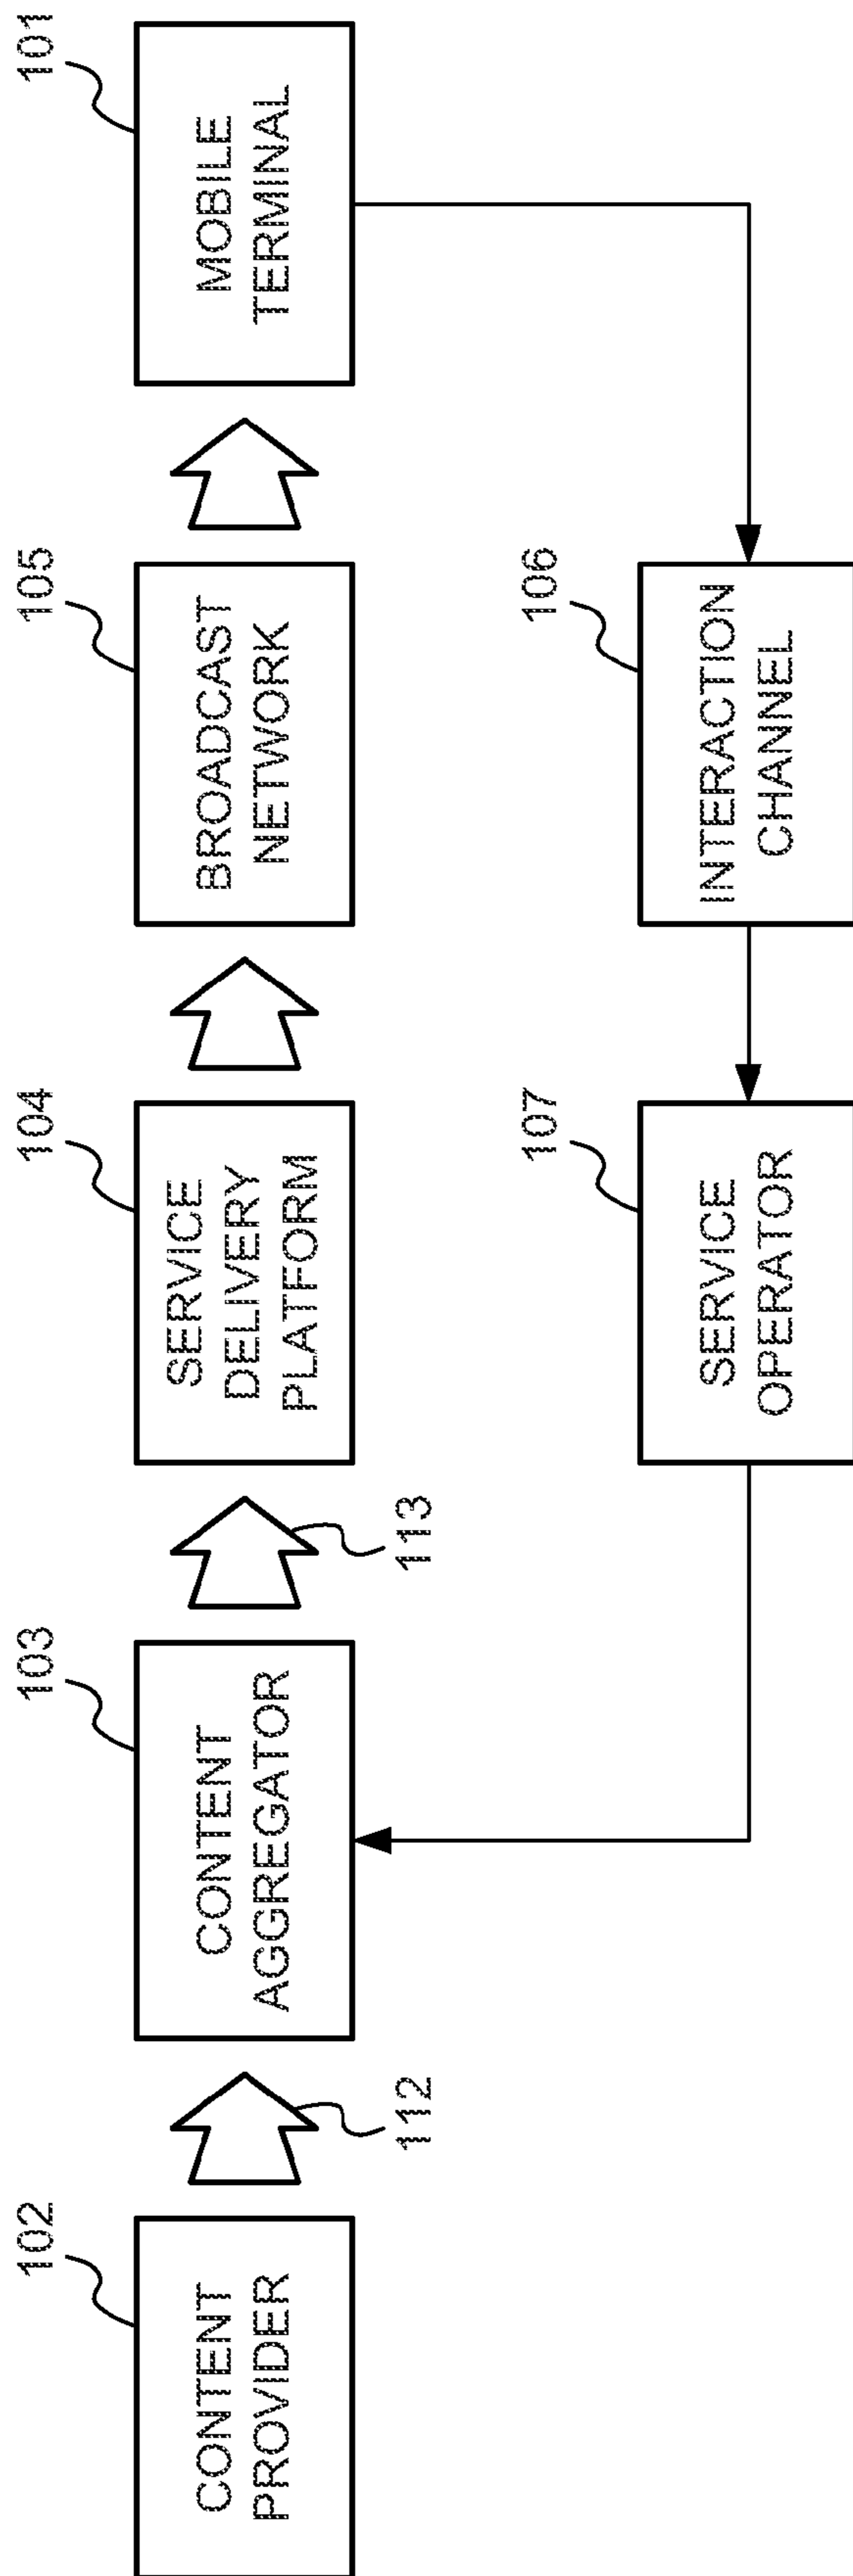 102
CONTENT
PROVIDER
112
103
CONTENT
AGGREGATOR
113
104
SERVICE
DELIVERY
PLATFORM
105
BROADCAST
NETWORK
101
MOBILE
TERMINAL
107
SERVICE
OPERATOR
106
INTERACTION
CHANNEL